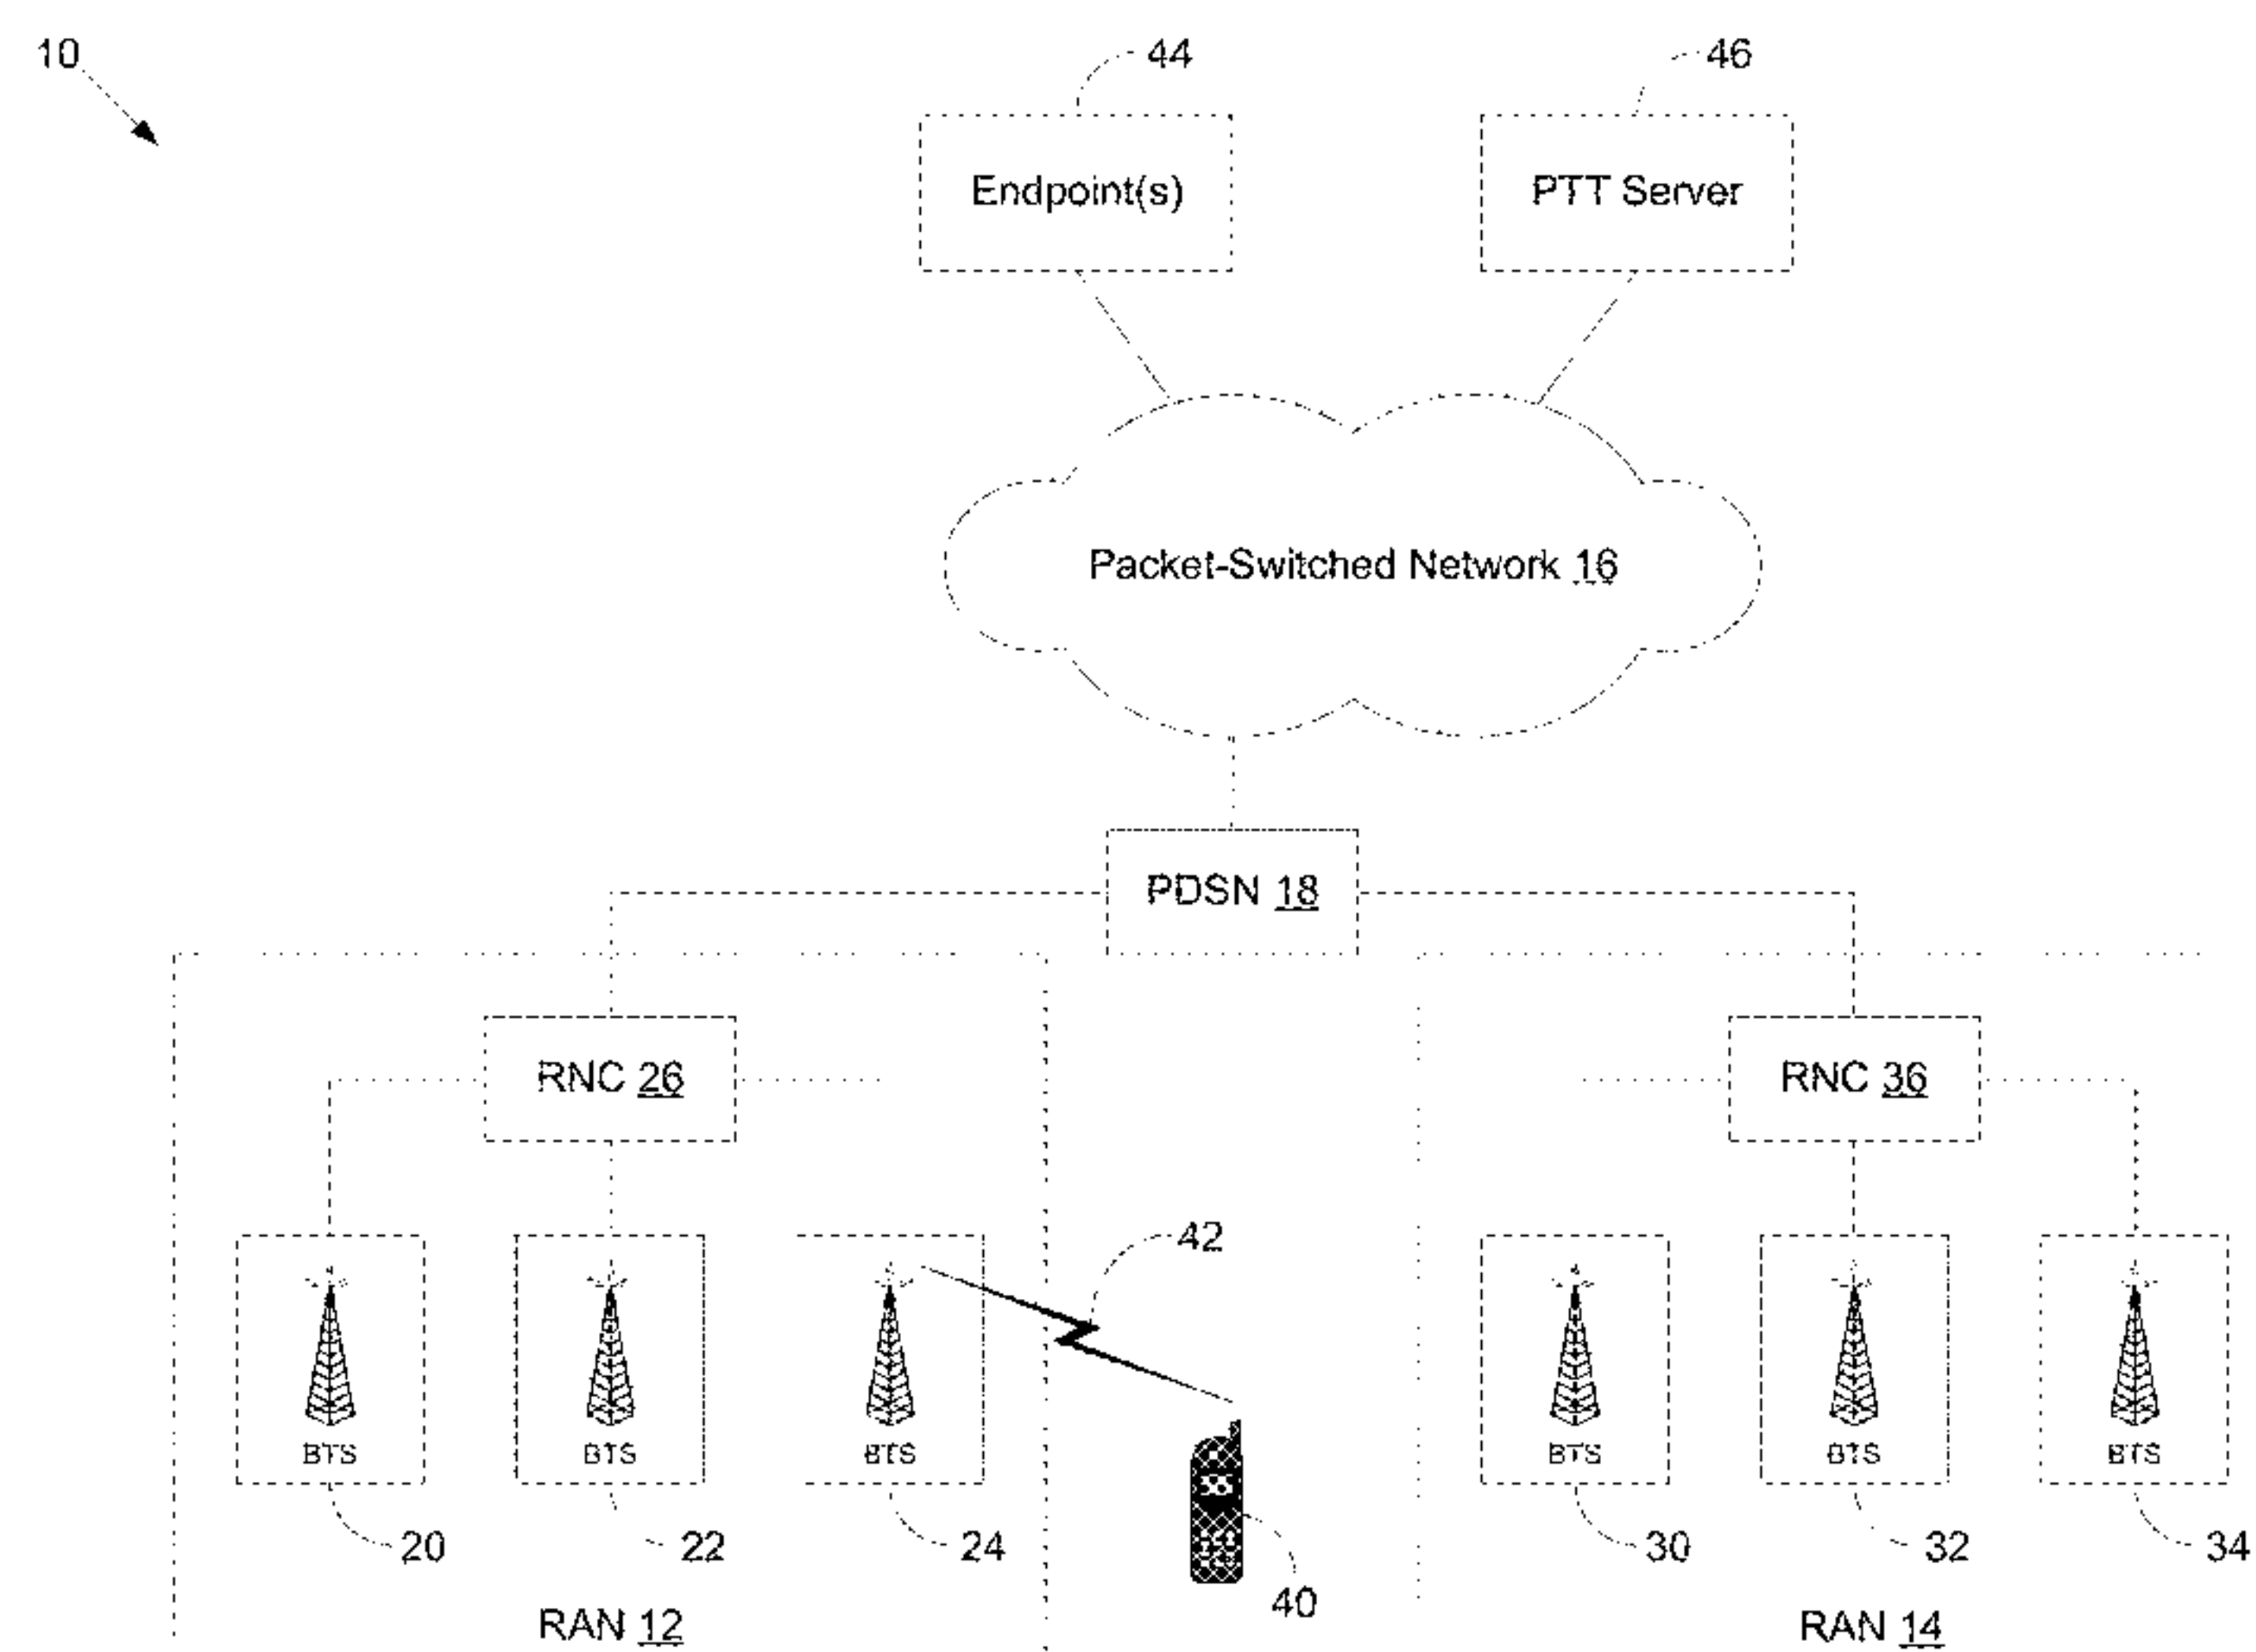 10
44
46
Endpoint(s)
PTT Server
Packet-Switched Network 16
PDSN 18
RNC 26
RNC 36
42
BTS
BTS
BTS
BTS
BTS
BTS
20
22
24
30
32
34
40
RAN 12
RAN 14